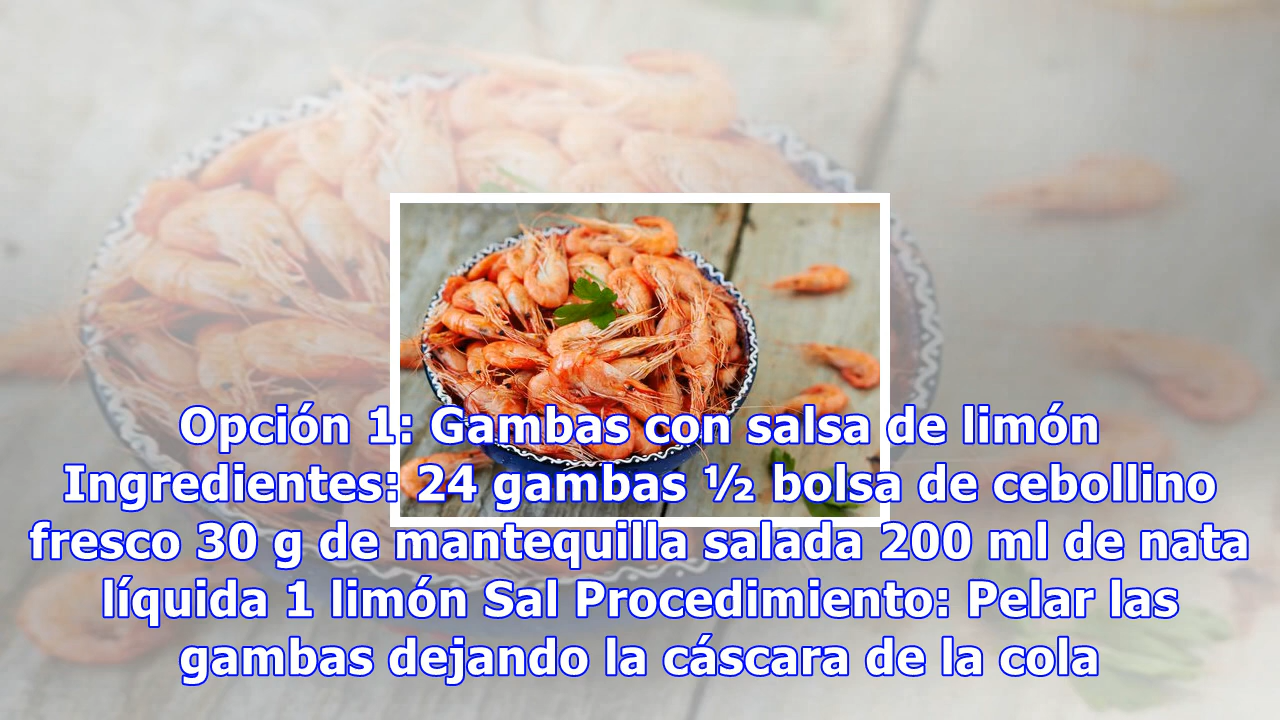 Opción 1: Gambas con salsa de limón
Ingredientes: 24 gambas ½ bolsa de cebollino
fresco 30 g de mantequilla salada 200 ml de nata
líquida 1 limón Sal Procedimiento: Pelar las
gambas dejando la cáscara de la cola